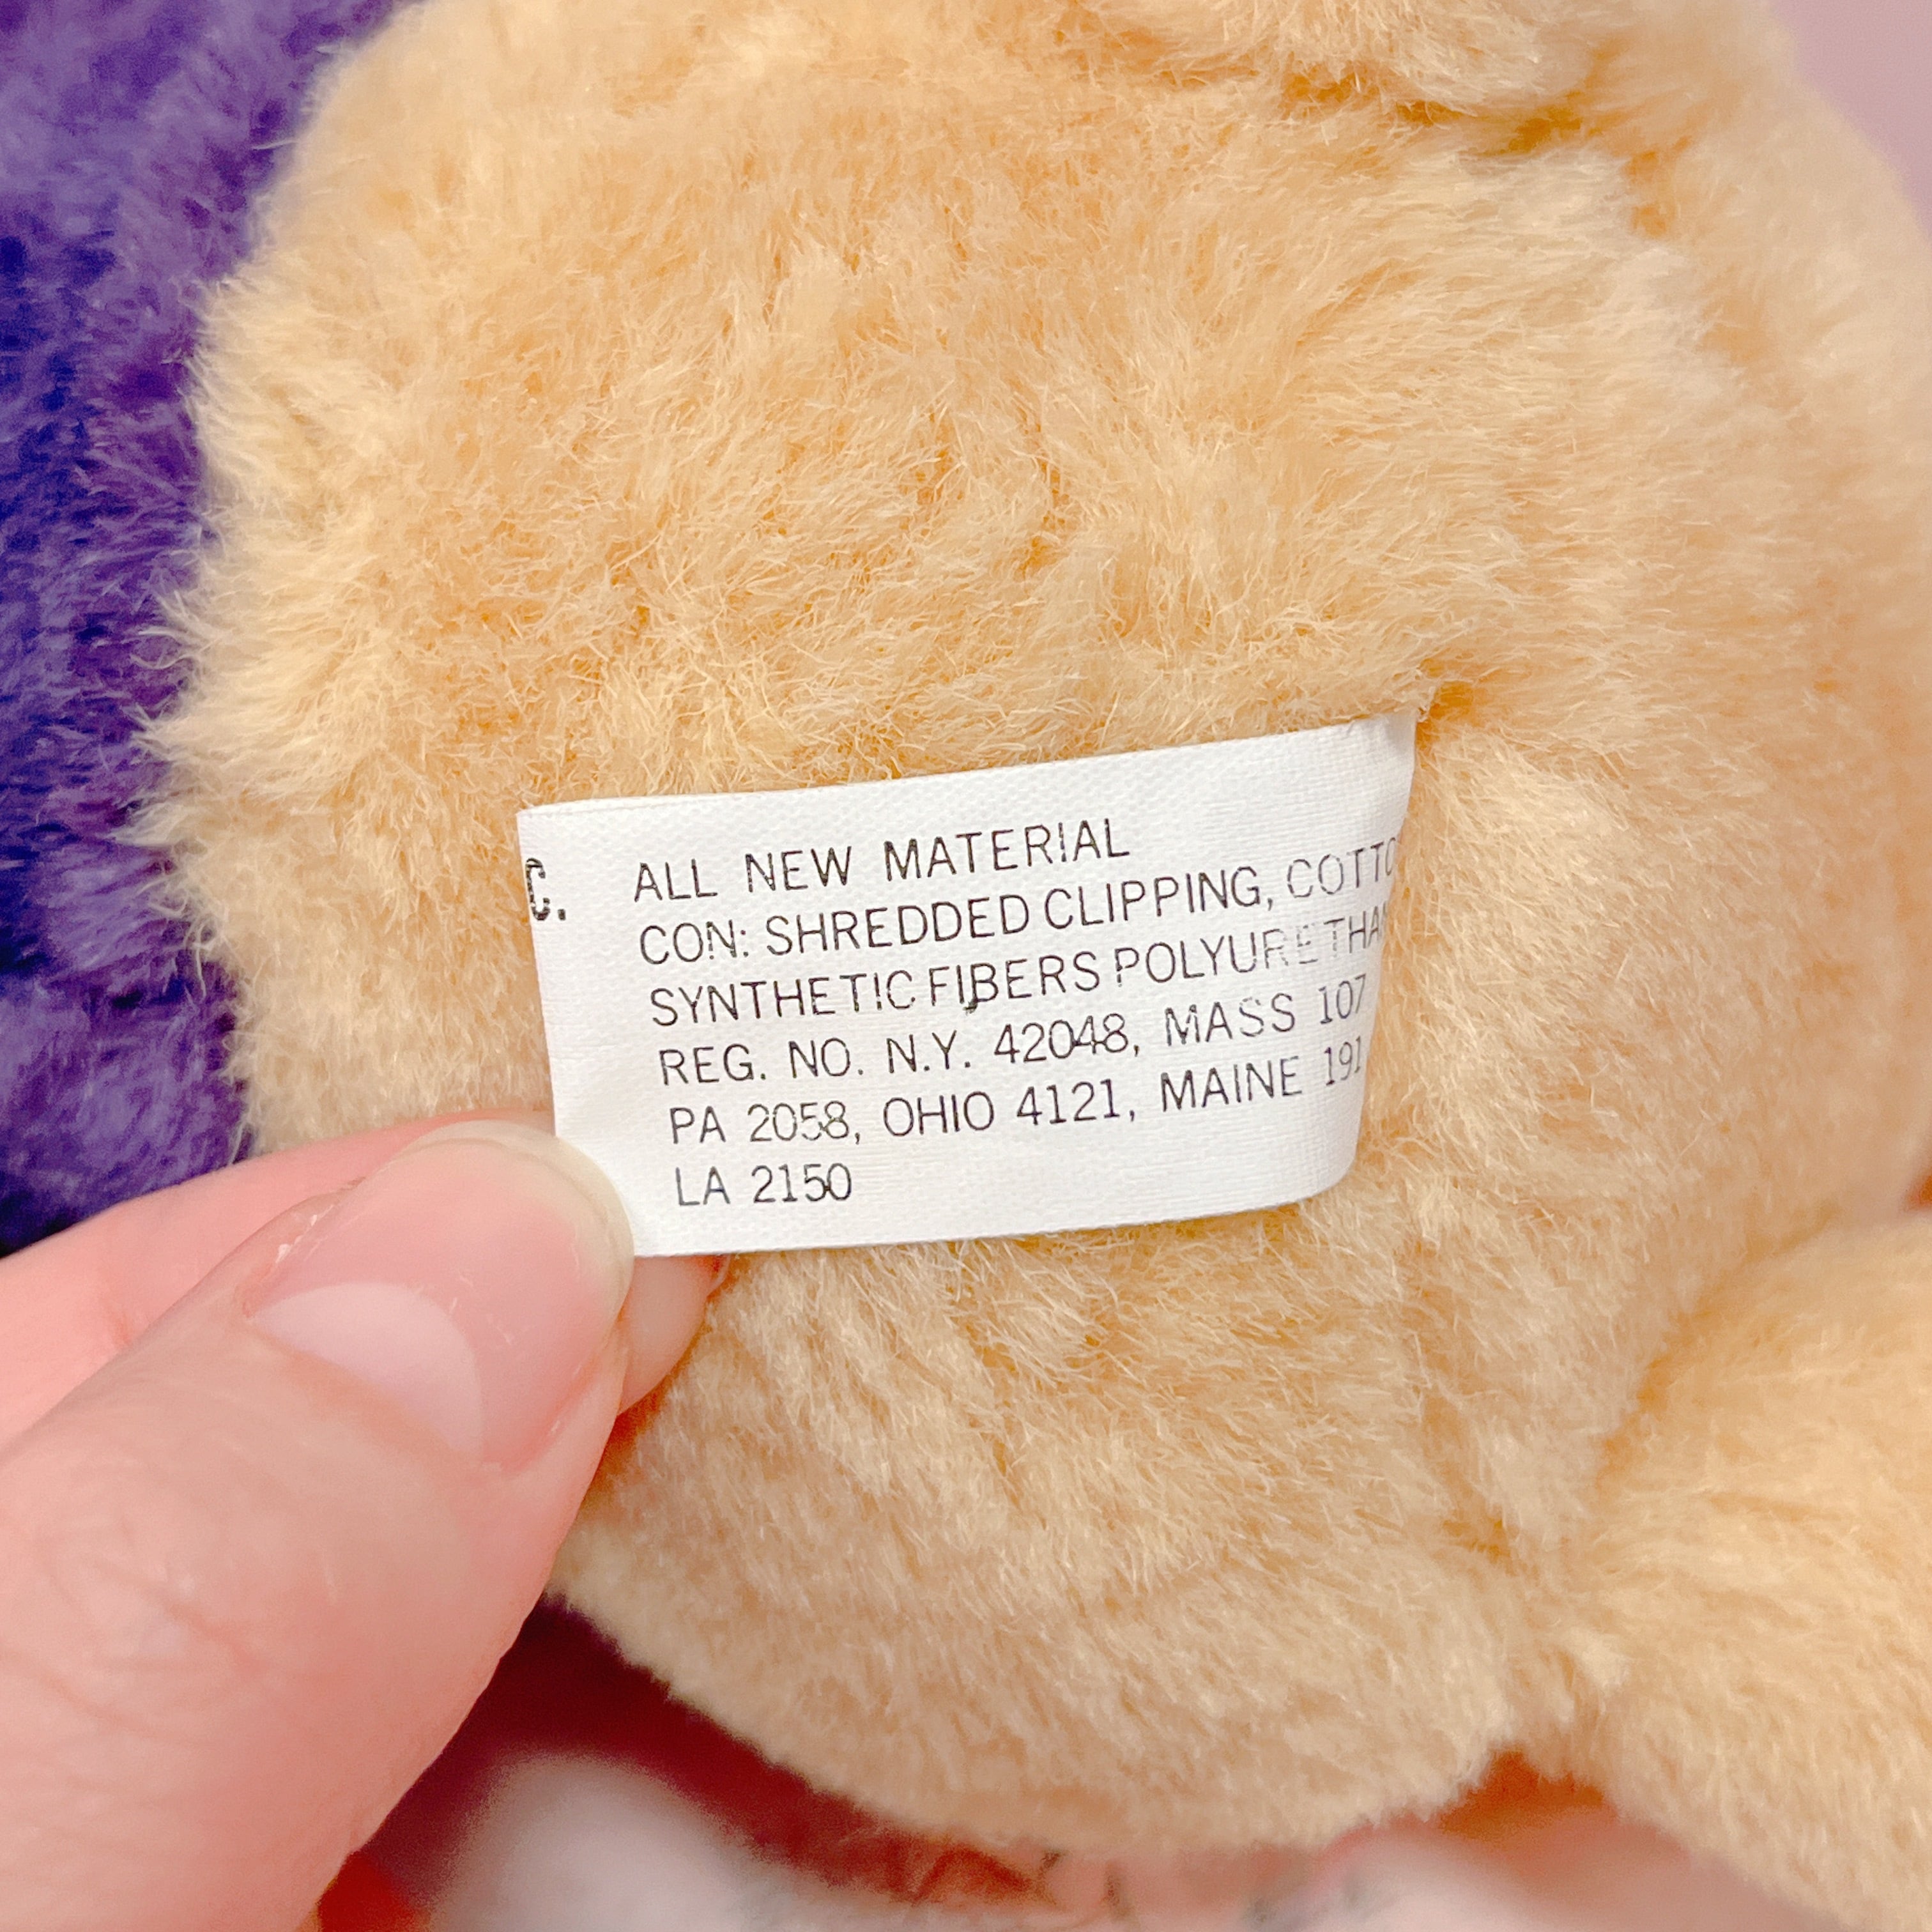 C.
ALL NEW MATERIAL
CON: SHREDDED CLIPPING, COTTO
SYNTHETIC FIBERS POLYURETHAN
REG. NO. N.Y. 42048, MASS 107
PA 2058, OHIO 4121, MAINE 191
LA 2150